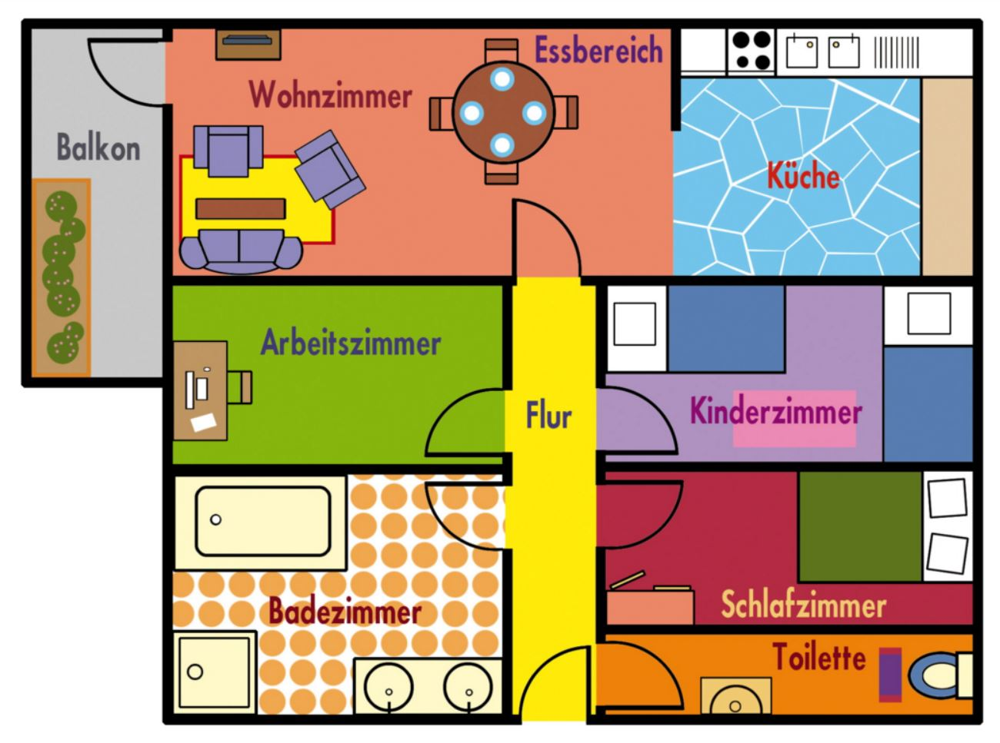 Essbereich
Wohnzimmer
Balkon
Küche
Arbeitszimmer
Flur
Kinderzimmer
Badezimmer
Schlafzimmer
Toilette